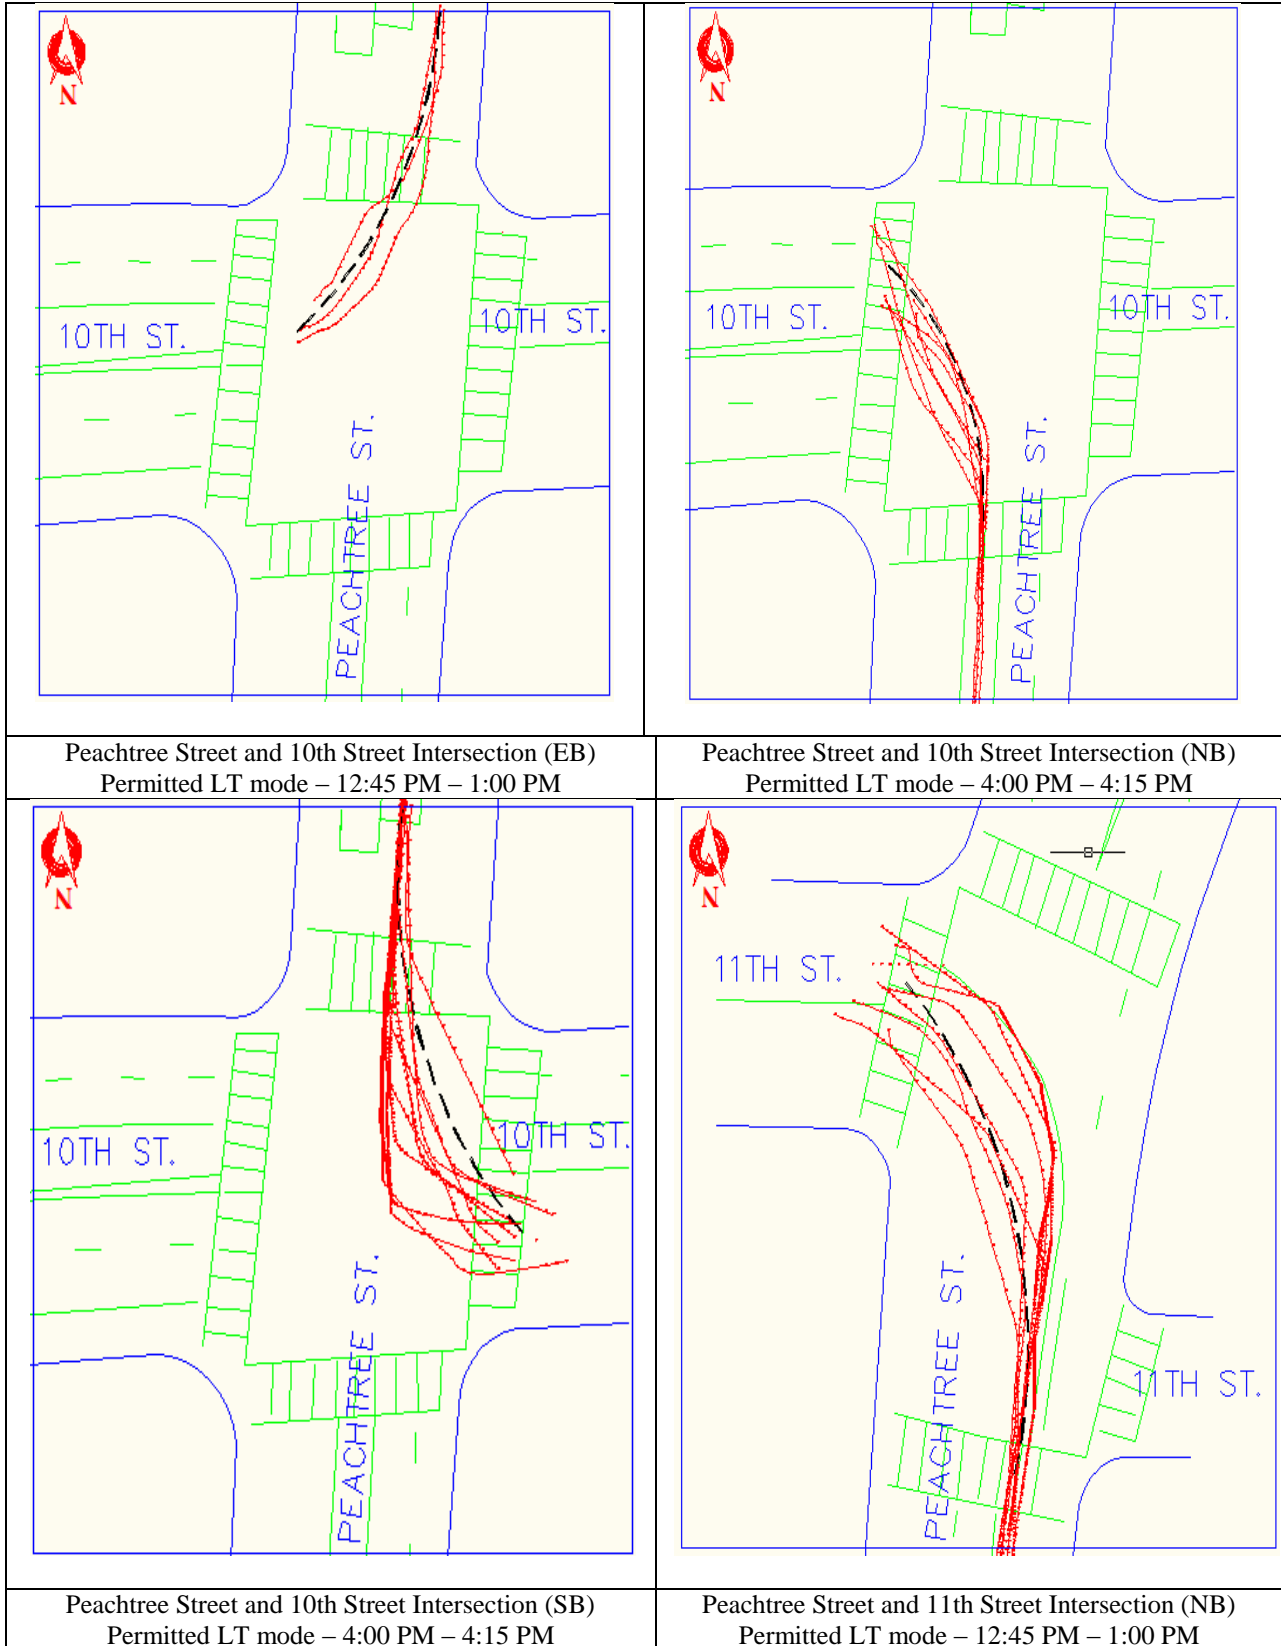 N
10TH ST.
10TH ST.
PEACHTREE ST.
N
10TH ST.
10TH ST.
PEACHTREE ST.
Peachtree Street and 10th Street Intersection (EB)
Permitted LT mode – 12:45 PM – 1:00 PM
Peachtree Street and 10th Street Intersection (NB)
Permitted LT mode – 4:00 PM – 4:15 PM
N
10TH ST.
10TH ST.
PEACHTREE ST.
N
11TH ST.
PEACHTREE ST.
11TH ST.
Peachtree Street and 10th Street Intersection (SB)
Permitted LT mode – 4:00 PM – 4:15 PM
Peachtree Street and 11th Street Intersection (NB)
Permitted LT mode – 12:45 PM – 1:00 PM